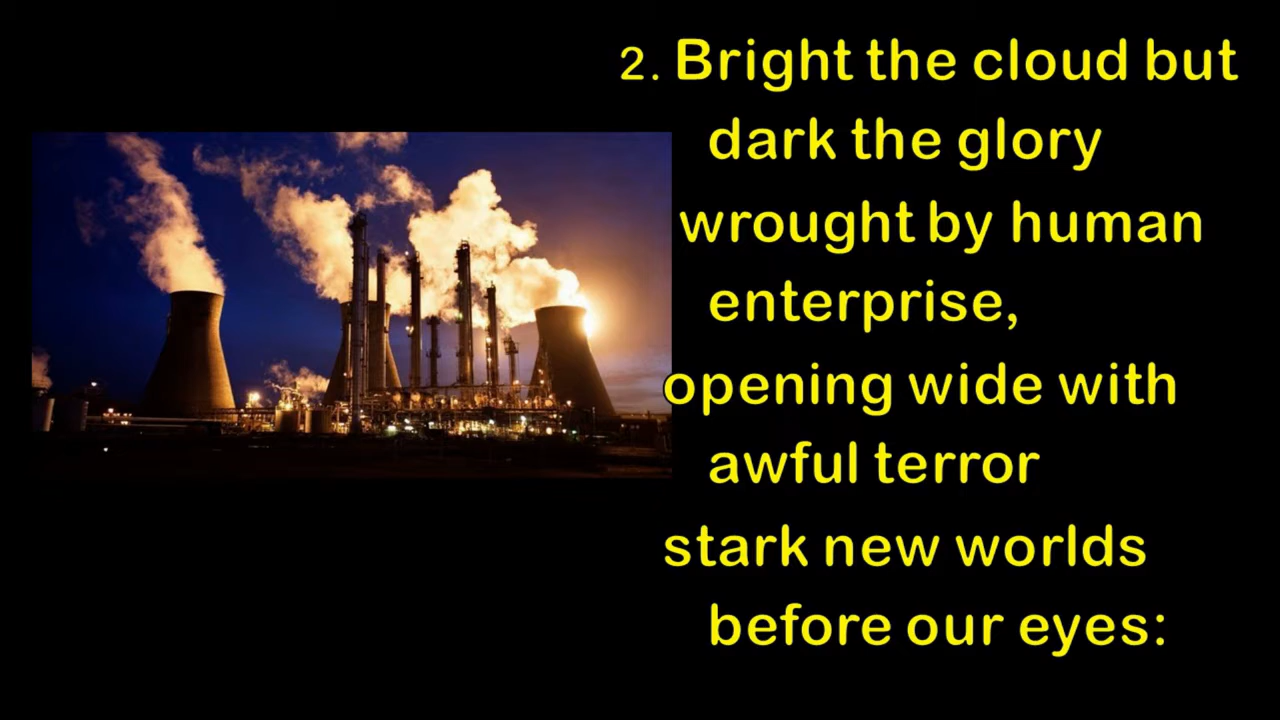 2. Bright the cloud but
dark the glory
wrought by human
enterprise,
opening wide with
awful terror
stark new worlds
before our eyes: